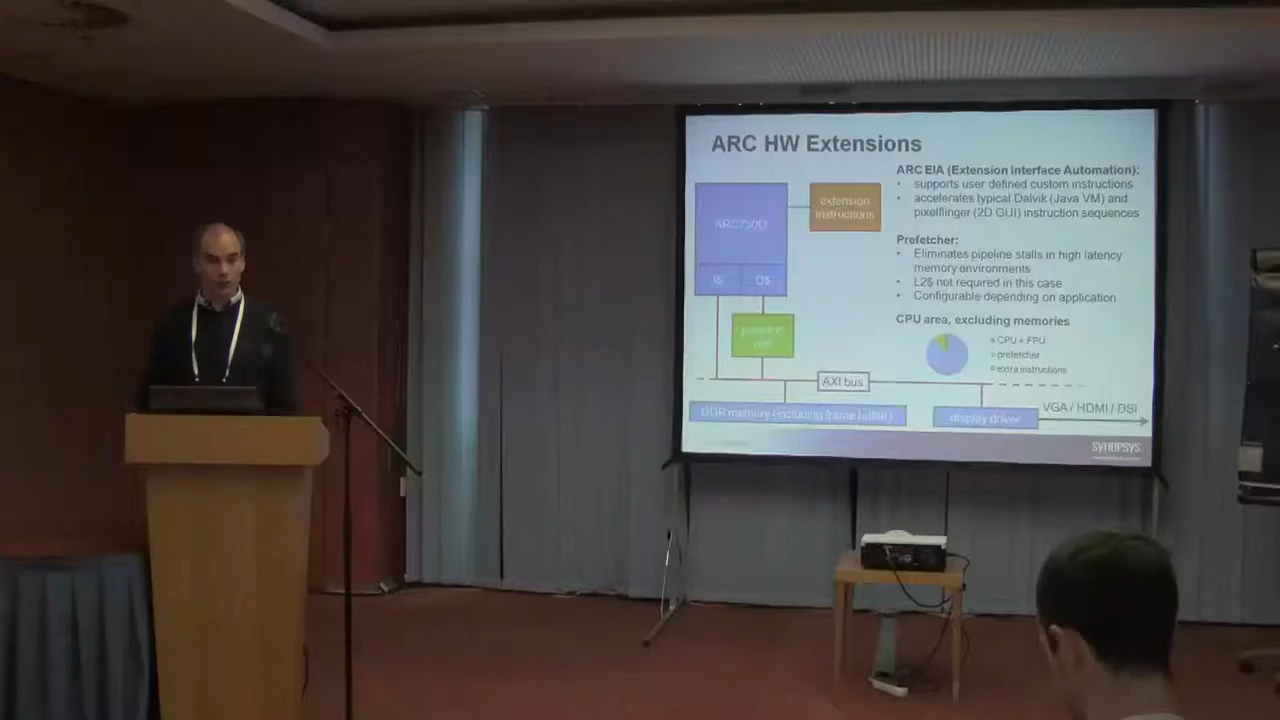 ARC HW Extensions
ARC EIA (Extension Interface Automation):
• supports user defined custom instructions
• accelerates typical Dalvik (Java VM) and
pixelflinger (2D GUI) instruction sequences
extension
instructions
I$ D$
Prefetcher:
• Eliminates pipeline stalls in high latency
memory environments
• L2$ not required in this case
• Configurable depending on application
CPU area, excluding memories
CPU + FPU
prefetcher
extra instructions
AXI bus
DDR memory (including frame buffer)
display driver
VGA / HDMI / DSI
SYNOPSYS